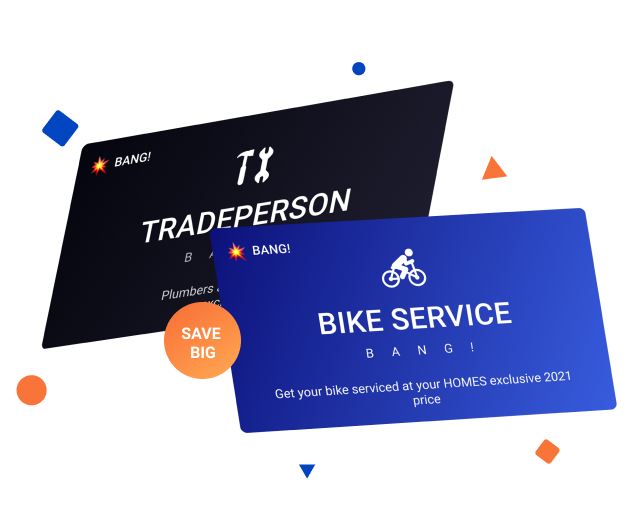 BANG!
TRADEPERSON
B A
Plumbers
BANG!
BIKE SERVICE
B A N G !
Get your bike serviced at your HOMES exclusive 2021
price
SAVE
BIG